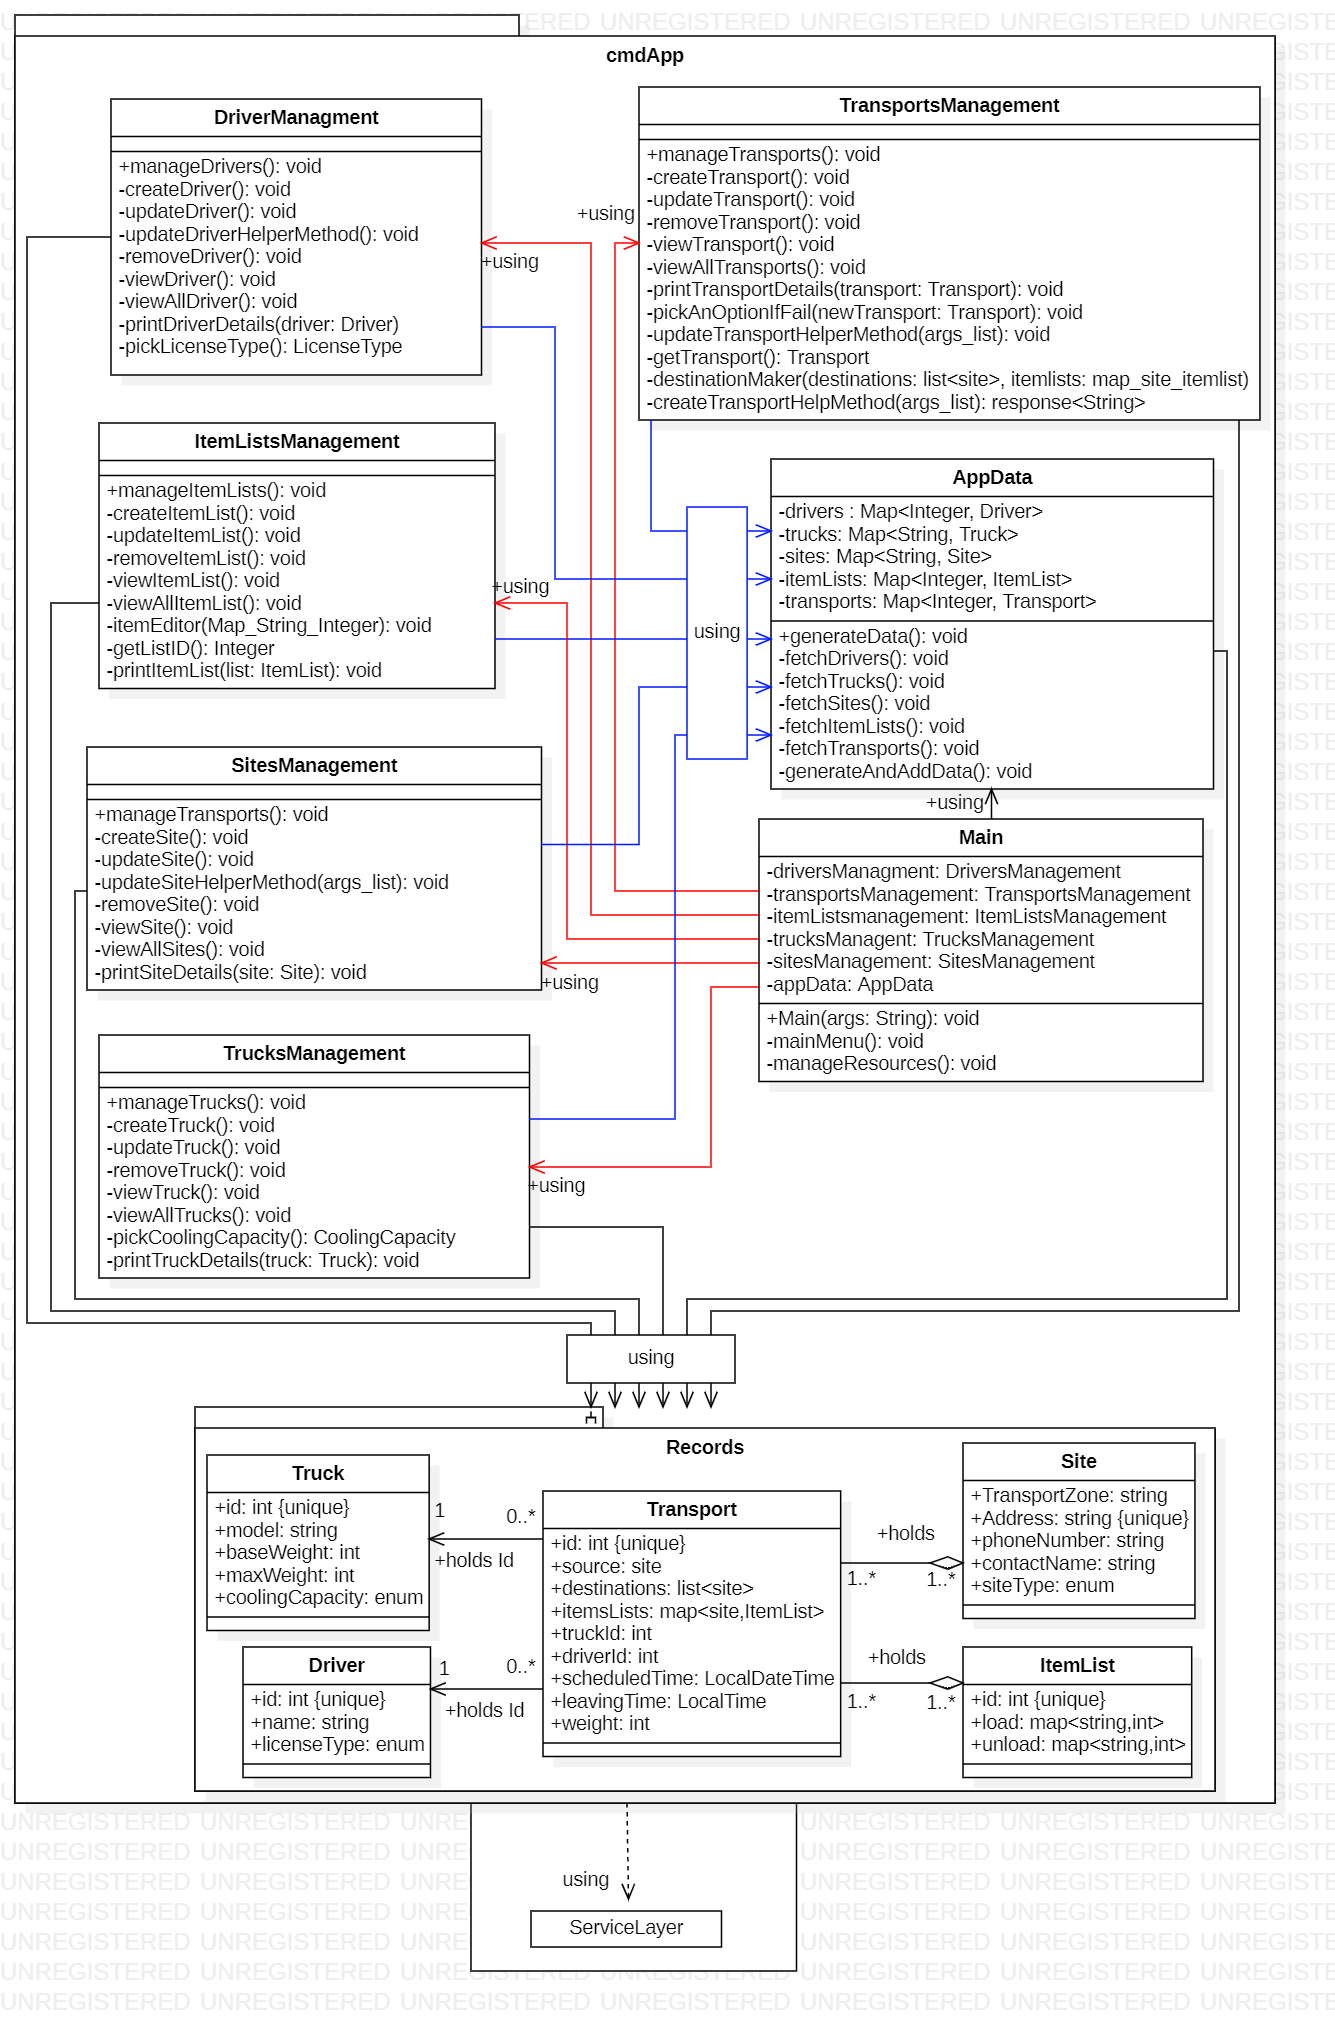 cmdApp
DriverManagment
+manageDrivers(): void
-createDriver(): void
-updateDriver(): void
-updateDriverHelperMethod(): void
-removeDriver(): void
-viewDriver(): void
-viewAllDriver(): void
-printDriverDetails(driver: Driver)
-pickLicenseType(): LicenseType
+using
TransportsManagement
+manageTransports(): void
-createTransport(): void
-updateTransport(): void
-removeTransport(): void
-viewTransport(): void
-viewAllTransports(): void
-printTransportDetails(transport: Transport): void
-pickAnOptionIfFail(newTransport: Transport): void
-updateTransportHelperMethod(args_list): void
-getTransport(): Transport
-destinationMaker(destinations: list<site>, itemlists: map_site_itemlist)
-createTransportHelpMethod(args_list): response<String>
+using
ItemListsManagement
+manageItemLists(): void
-createItemList(): void
-updateItemList(): void
-removeItemList(): void
-viewItemList(): void
-viewAllItemList(): void
-itemEditor(Map_String_Integer): void
-getListID(): Integer
-printItemList(list: ItemList): void
+using
using
AppData
-drivers : Map<Integer, Driver>
-trucks: Map<String, Truck>
-sites: Map<String, Site>
-itemLists: Map<Integer, ItemList>
-transports: Map<Integer, Transport>
+generateData(): void
-fetchDrivers(): void
-fetchTrucks(): void
-fetchSites(): void
-fetchItemLists(): void
-fetchTransports(): void
-generateAndAddData(): void
+using
SitesManagement
+manageTransports(): void
-createSite(): void
-updateSite(): void
-updateSiteHelperMethod(args_list): void
-removeSite(): void
-viewSite(): void
-viewAllSites(): void
-printSiteDetails(site: Site): void
+using
Main
-driversManagment: DriversManagement
-transportsManagement: TransportsManagement
-itemListsmanagement: ItemListsManagement
-trucksManagent: TrucksManagement
-sitesManagement: SitesManagement
-appData: AppData
+Main(args: String): void
-mainMenu(): void
-manageResources(): void
TrucksManagement
+manageTrucks(): void
-createTruck(): void
-updateTruck(): void
-removeTruck(): void
-viewTruck(): void
-viewAllTrucks(): void
-pickCoolingCapacity(): CoolingCapacity
-printTruckDetails(truck: Truck): void
+using
using
Records
Truck
+id: int {unique}
+model: string
+baseWeight: int
+maxWeight: int
+coolingCapacity: enum
1
0..*
+holds Id
Transport
+id: int {unique}
+source: site
+destinations: list<site>
+itemsLists: map<site,ItemList>
+truckId: int
+driverId: int
+scheduledTime: LocalDateTime
+leavingTime: LocalTime
+weight: int
+holds
1..*
1..*
Site
+TransportZone: string
+Address: string {unique}
+phoneNumber: string
+contactName: string
+siteType: enum
Driver
+id: int {unique}
+name: string
+licenseType: enum
1
0..*
+holds Id
+holds
1..*
1..*
ItemList
+id: int {unique}
+load: map<string,int>
+unload: map<string,int>
using
ServiceLayer
UNREGISTERED UNREGISTERED UNREGISTERED UNREGISTERED UNREGISTERED UNREGISTERED